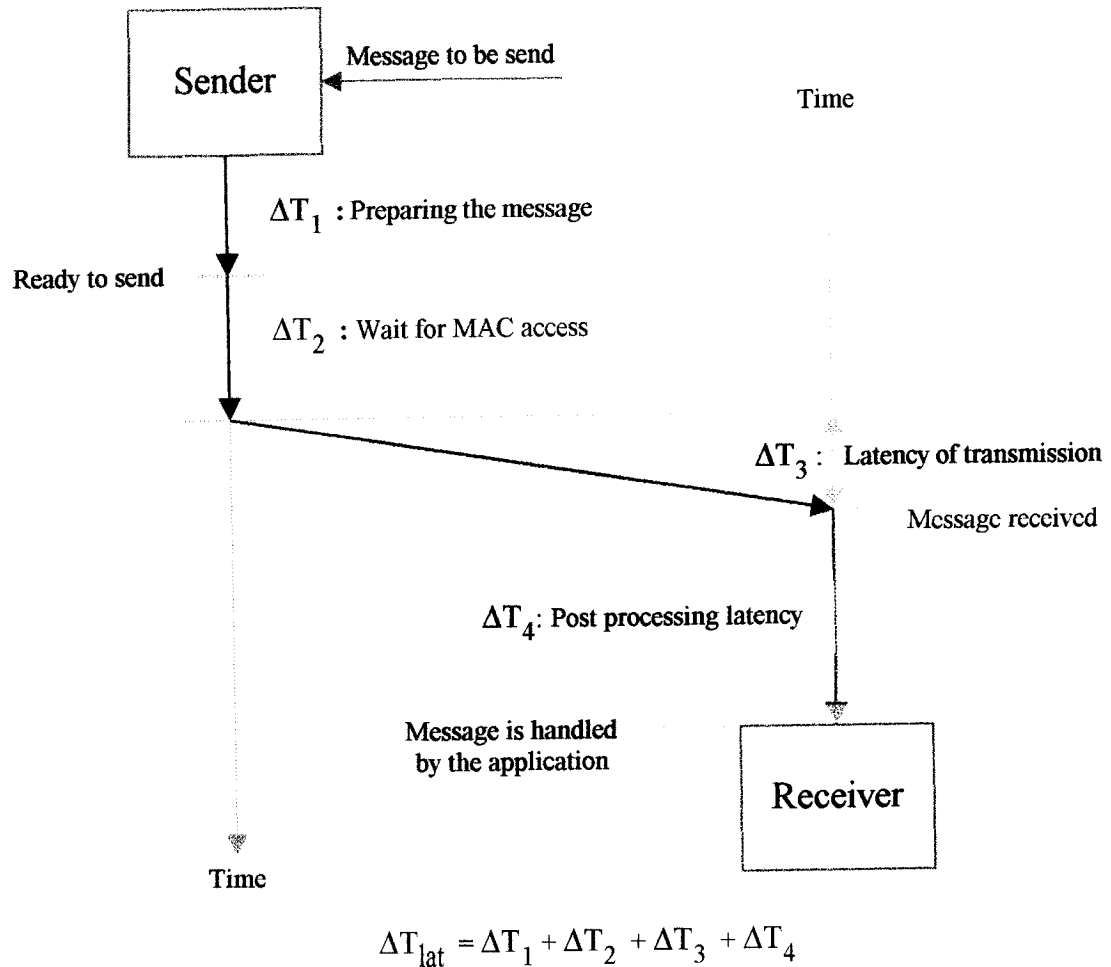 Message to be send
Sender
Time
ΔT1 : Preparing the message
Ready to send
ΔT2 : Wait for MAC access
ΔT3 : Latency of transmission
Message received
ΔT4: Post processing latency
Message is handled
by the application
Receiver
Time
ΔTlat = ΔT1 + ΔT2 + ΔT3 + ΔT4